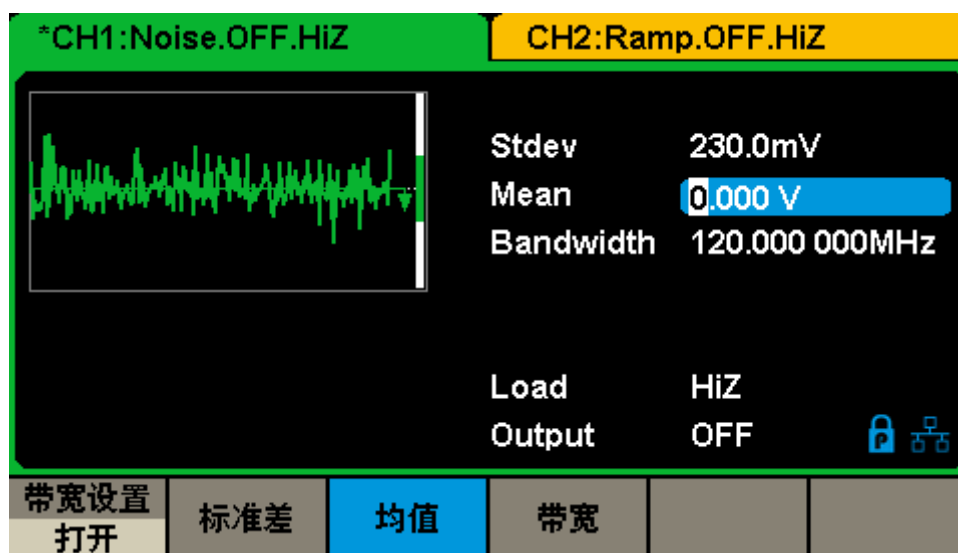 *CH1:Noise.OFF.HiZ
CH2:Ramp.OFF.HiZ
Stdev 230.0mV
Mean 0.000 V
Bandwidth 120.000 000MHz
Load HiZ
Output OFF
P
带宽设置
打开
标准差
均值
带宽